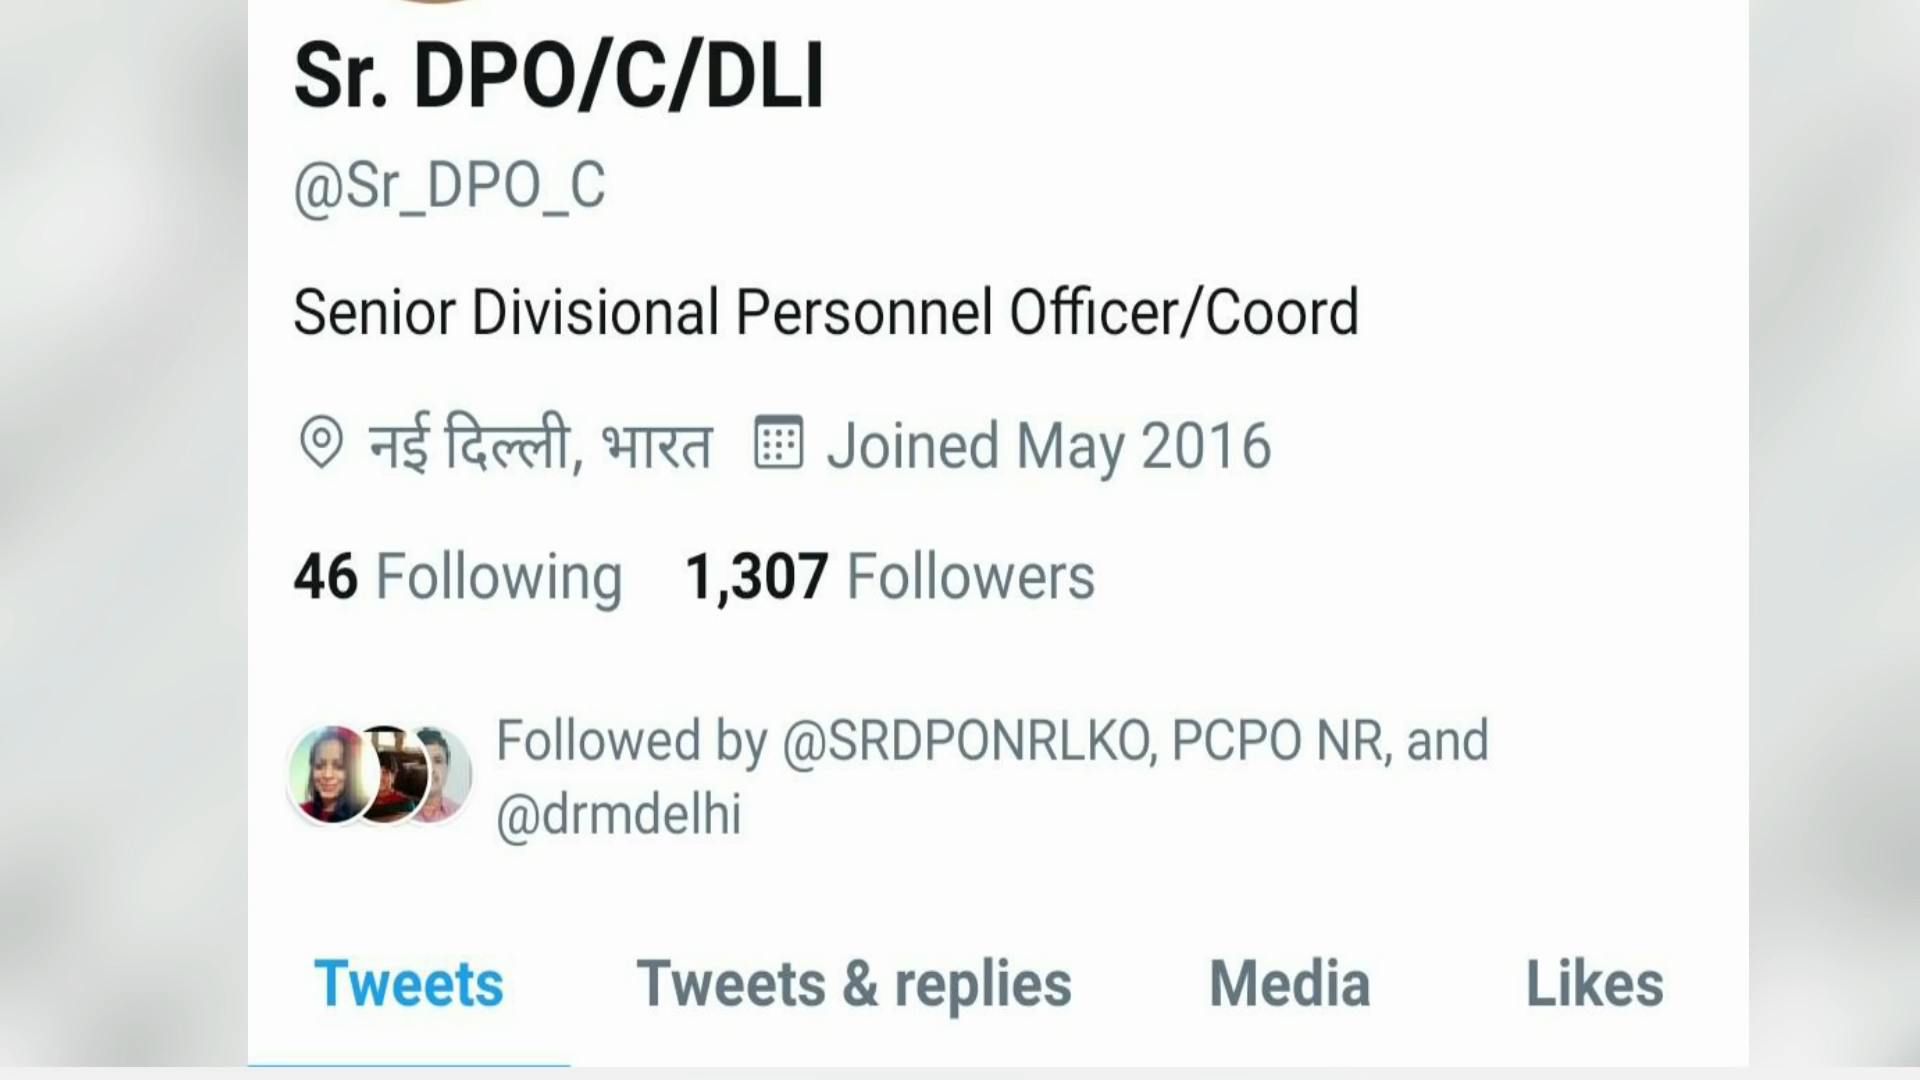 Sr. DPO/C/DLI
@Sr_DPO_C
Senior Divisional Personnel Officer/Coord
नई दिल्ली, भारत Joined May 2016
46 Following 1,307 Followers
Followed by @SRDPONRLKO, PCPO NR, and
@drmdelhi
Tweets Tweets & replies Media Likes